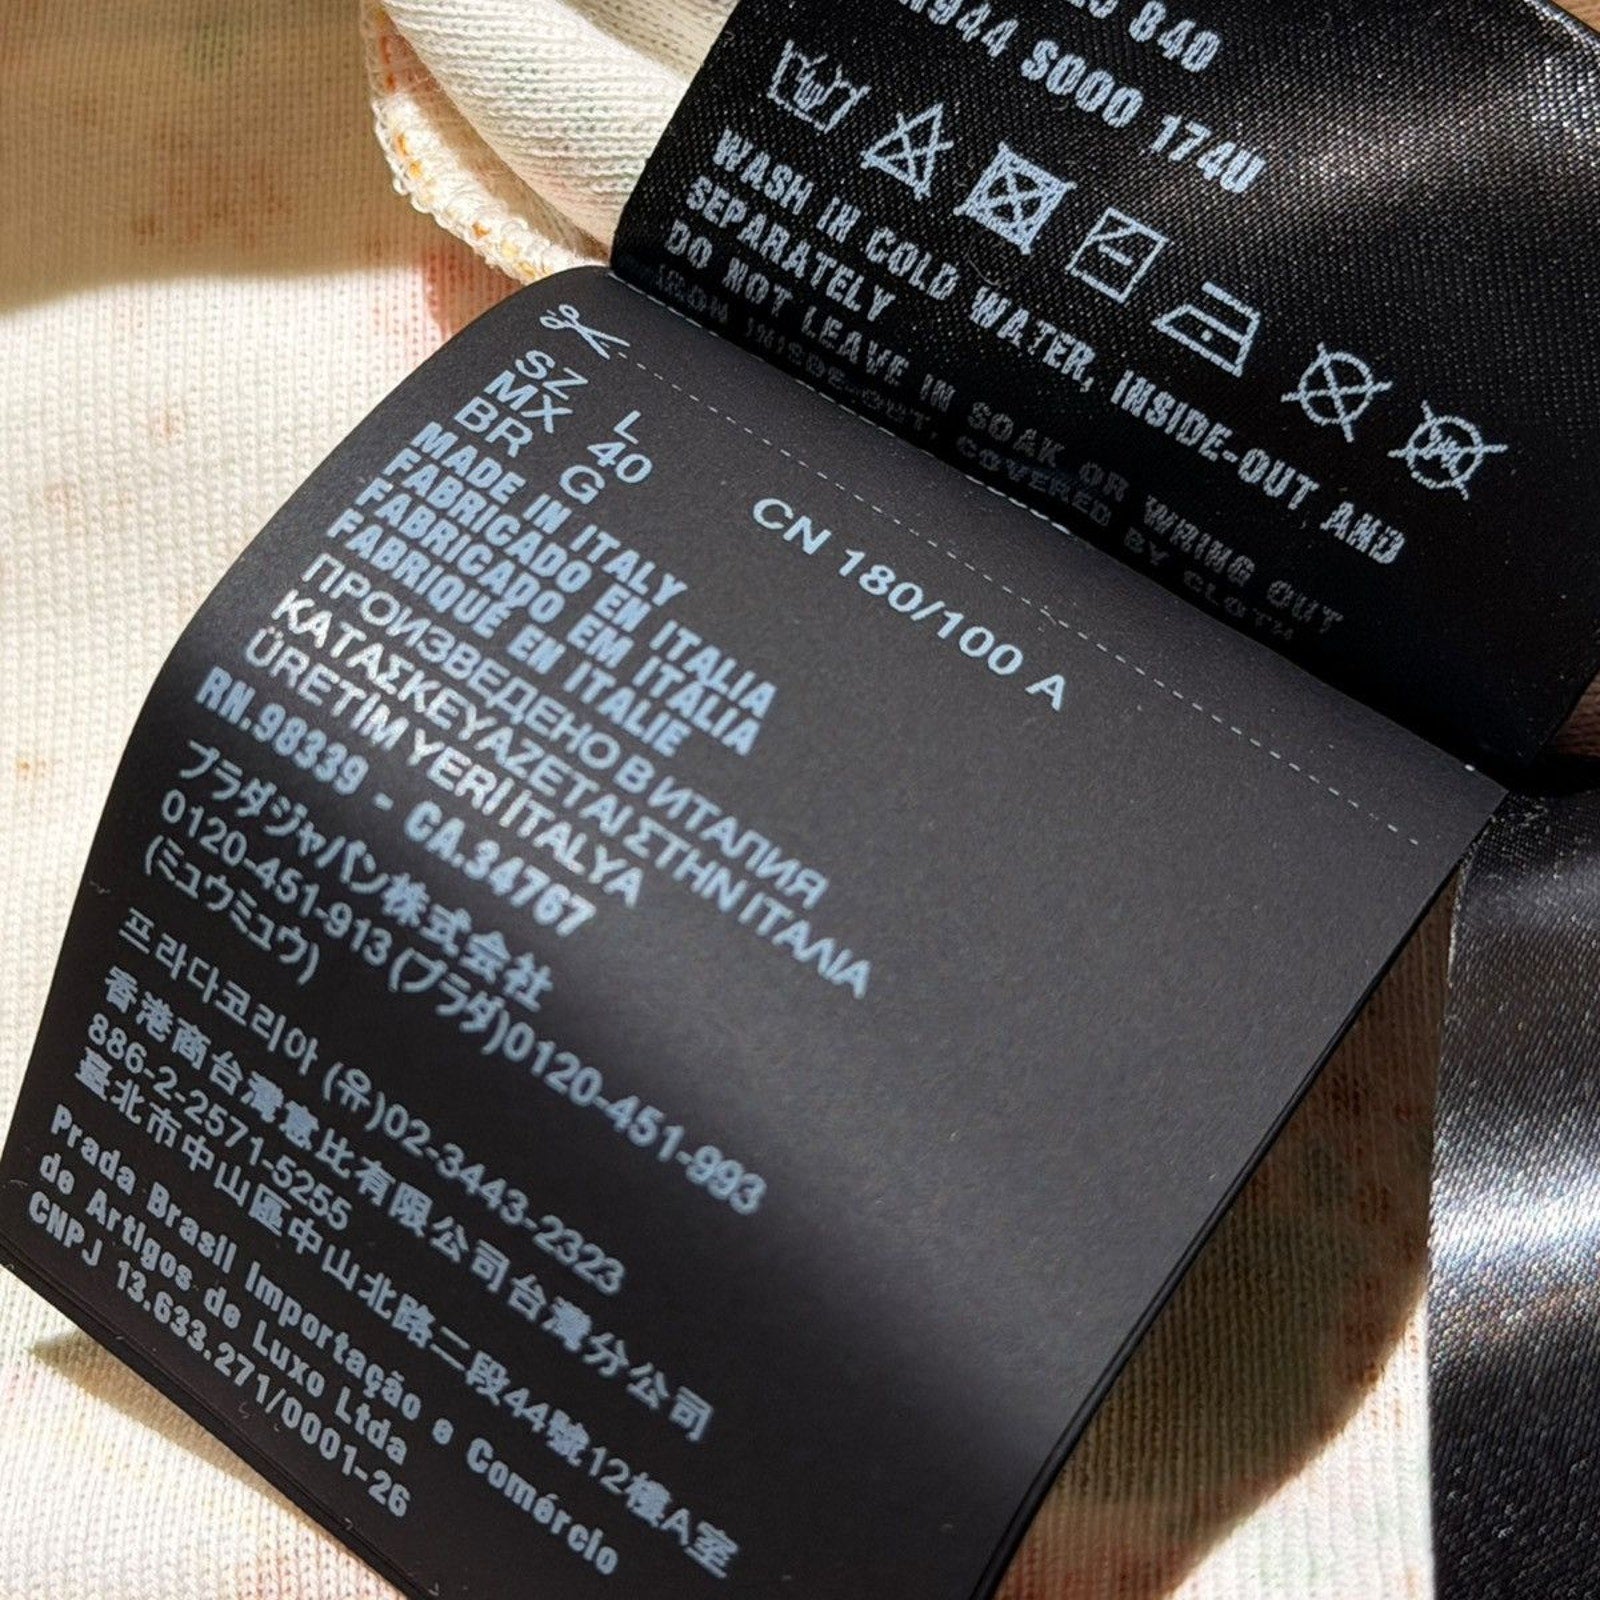 840
S000 174U
WASH IN COLD WATER, INSIDE-OUT AND
SEPARATELY
DO NOT LEAVE IN SOAK OR WRING OUT
IRON INSIDE-OUT, COVERED BY CLOTH
SZ L CN 180/100 A
MX 40
BR G
MADE IN ITALY
FABRICADO EN ITALIA
FABRICADO EM ITÁLIA
FABRIQUÉ EN ITALIE
ПРОИЗВЕДЕНО В ИТАЛИЯ
ΚΑΤΑΣΚΕΥΑΖΕΤΑΙ ΣΤΗΝ ΙΤΑΛΙΑ
ÜRETIM YERI İTALYA
RN.98339 - CA.34767
プラダジャパン株式会社
0120-451-913 (プラダ)0120-451-993
(ミュウミュウ)
프라다코리아 (유)02-3443-2323
香港商台灣意比有限公司台灣分公司
886-2-2571-5255
臺北市中山區中山北路二段44號12樓A室
Prada Brasil Importação e Comércio
de Artigos de Luxo Ltda
CNPJ 13.633.271/0001-26